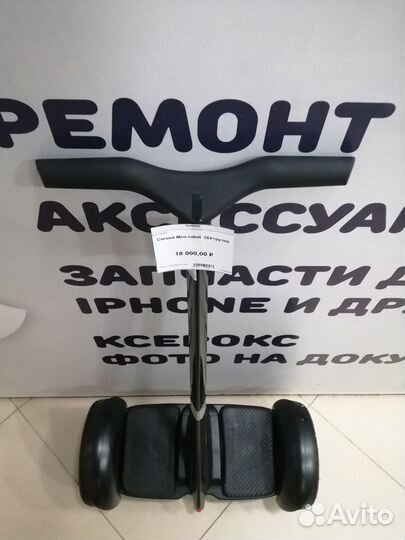 РЕМОНТ
АКСЕССУА
Сигвей Mini robot 36V+ручка
18 000,00 ₽
ЗАПЧАСТИ Д
IPHONE И ДР
КСЕРОКС
ФОТО НА ДОКУ
Avito